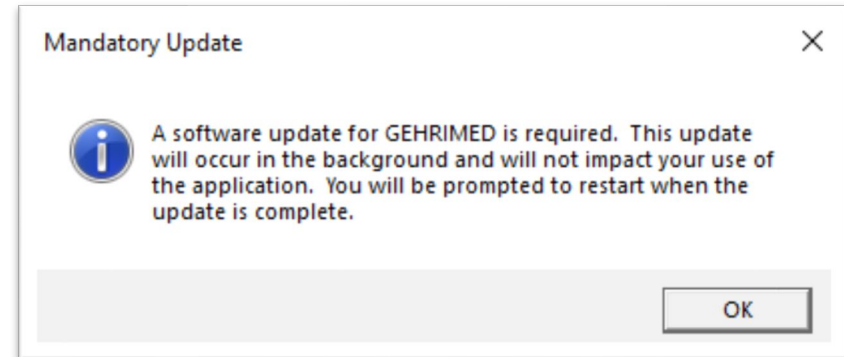 Mandatory Update
A software update for GEHRIMED is required.  This update
will occur in the background and will not impact your use of
the application.  You will be prompted to restart when the
update is complete.
OK